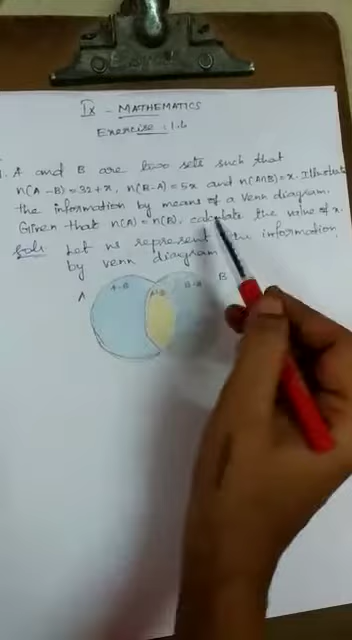 IX - MATHEMATICS
Exercise : 1.6
1. A and B are two sets such that
n(A-B) = 32+x, n(B-A) = 5x and n(A∩B) = x. Illustrate
the information by means of a venn diagram.
Given that n(A) = n(B), calculate the value of x.
Soln: Let us represent the information
by venn diagram
A
B
A-B
A∩B
B-A